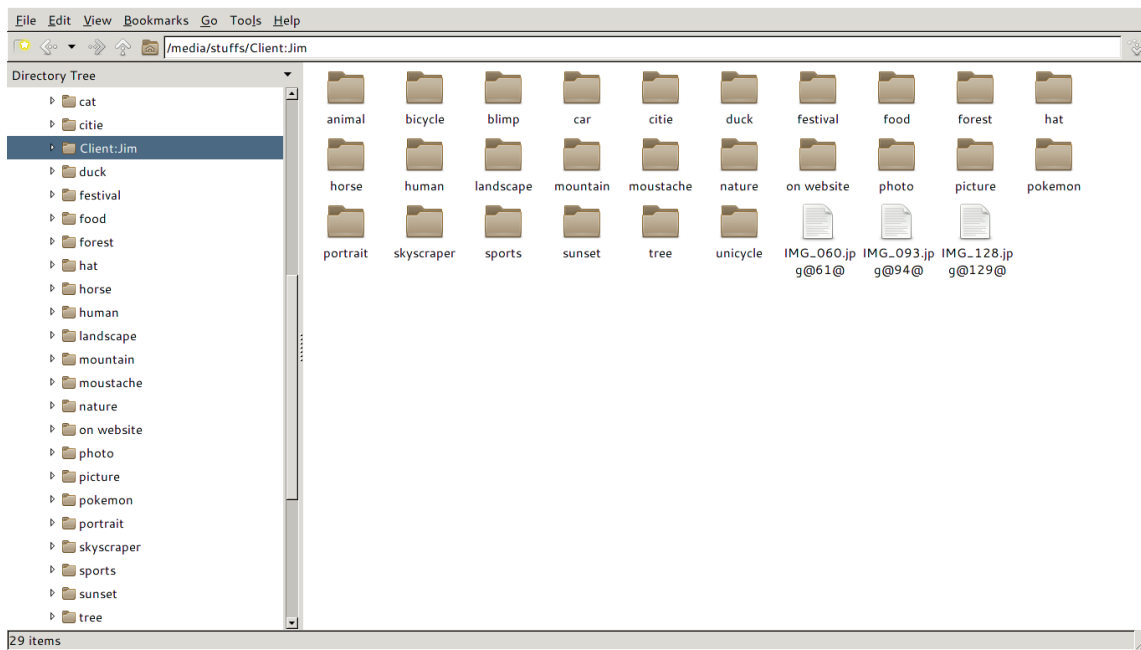 File Edit View Bookmarks Go Tools Help
/media/stuffs/Client:Jim
Directory Tree
cat
citie
Client:Jim
duck
festival
food
forest
hat
horse
human
landscape
mountain
moustache
nature
on website
photo
picture
pokemon
portrait
skyscraper
sports
sunset
tree
animal bicycle blimp car citie duck festival food forest hat
horse human landscape mountain moustache nature on website photo picture pokemon
portrait skyscraper sports sunset tree unicycle IMG_060.jp IMG_093.jp IMG_128.jp
g@61@ g@94@ g@129@
29 items